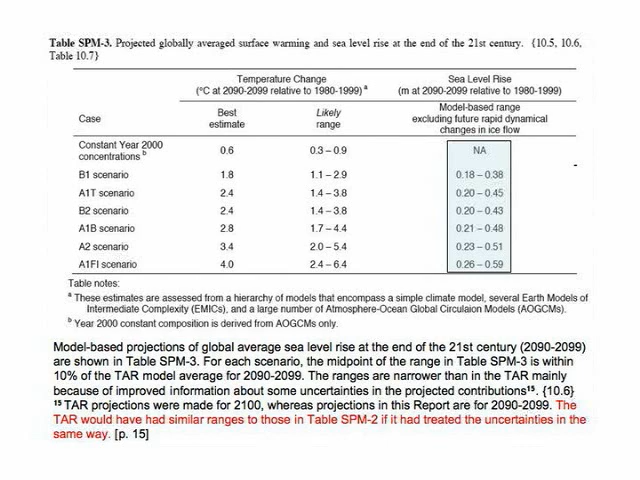 Table SPM-3. Projected globally averaged surface warming and sea level rise at the end of the 21st century. {10.5, 10.6,
Table 10.7}
Temperature Change Sea Level Rise
(°C at 2090-2099 relative to 1980-1999) a (m at 2090-2099 relative to 1980-1999)
Case Best estimate Likely range Model-based range excluding future rapid dynamical changes in ice flow
Constant Year 2000 concentrations b 0.6 0.3 – 0.9 NA
B1 scenario 1.8 1.1 – 2.9 0.18 – 0.38
A1T scenario 2.4 1.4 – 3.8 0.20 – 0.45
B2 scenario 2.4 1.4 – 3.8 0.20 – 0.43
A1B scenario 2.8 1.7 – 4.4 0.21 – 0.48
A2 scenario 3.4 2.0 – 5.4 0.23 – 0.51
A1FI scenario 4.0 2.4 – 6.4 0.26 – 0.59
Table notes:
a These estimates are assessed from a hierarchy of models that encompass a simple climate model, several Earth Models of
Intermediate Complexity (EMICs), and a large number of Atmosphere-Ocean Global Circulaion Models (AOGCMs).
b Year 2000 constant composition is derived from AOGCMs only.
Model-based projections of global average sea level rise at the end of the 21st century (2090-2099)
are shown in Table SPM-3. For each scenario, the midpoint of the range in Table SPM-3 is within
10% of the TAR model average for 2090-2099. The ranges are narrower than in the TAR mainly
because of improved information about some uncertainties in the projected contributions15. {10.6}
15 TAR projections were made for 2100, whereas projections in this Report are for 2090-2099. The
TAR would have had similar ranges to those in Table SPM-2 if it had treated the uncertainties in the
same way. [p. 15]